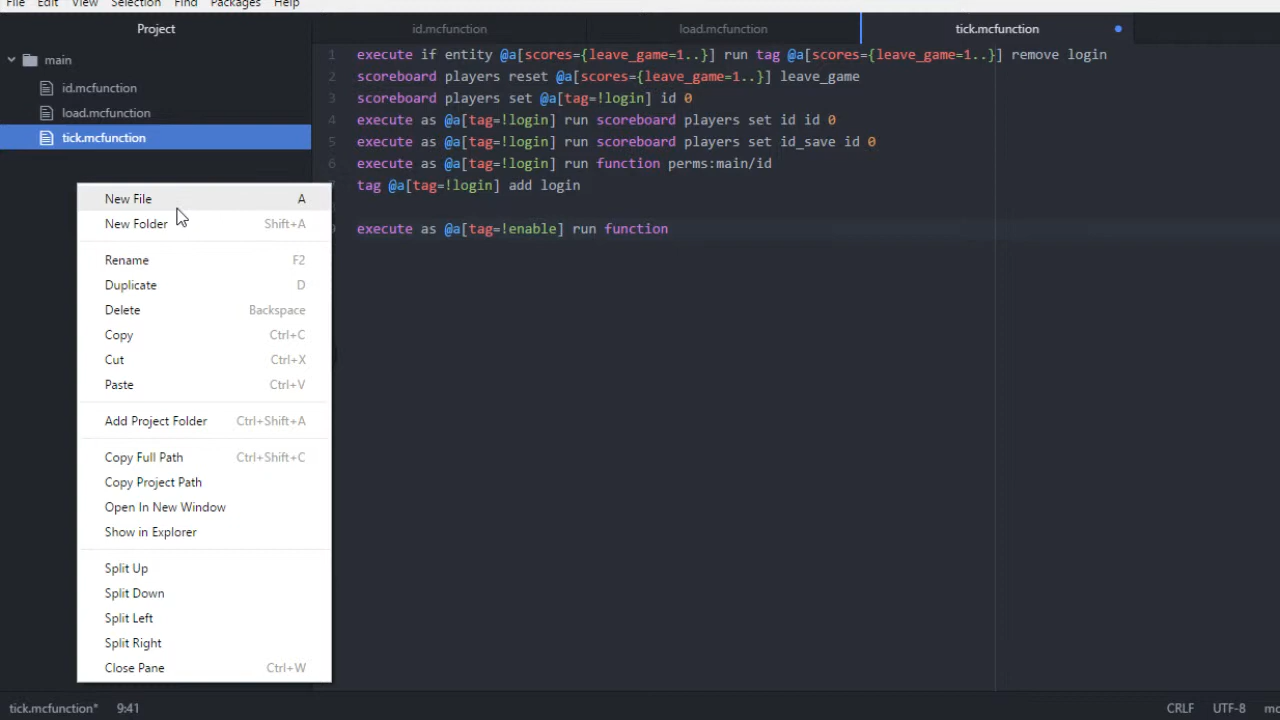 File Edit View Selection Find Packages Help
Project
id.mcfunction
load.mcfunction
tick.mcfunction
main
id.mcfunction
load.mcfunction
tick.mcfunction
1 execute if entity @a[scores={leave_game=1..}] run tag @a[scores={leave_game=1..}] remove login
2 scoreboard players reset @a[scores={leave_game=1..}] leave_game
3 scoreboard players set @a[tag=!login] id 0
4 execute as @a[tag=!login] run scoreboard players set id id 0
5 execute as @a[tag=!login] run scoreboard players set id_save id 0
6 execute as @a[tag=!login] run function perms:main/id
tag @a[tag=!login] add login
execute as @a[tag=!enable] run function
New File A
New Folder Shift+A
Rename F2
Duplicate D
Delete Backspace
Copy Ctrl+C
Cut Ctrl+X
Paste Ctrl+V
Add Project Folder Ctrl+Shift+A
Copy Full Path Ctrl+Shift+C
Copy Project Path
Open In New Window
Show in Explorer
Split Up
Split Down
Split Left
Split Right
Close Pane Ctrl+W
tick.mcfunction* 9:41 CRLF UTF-8